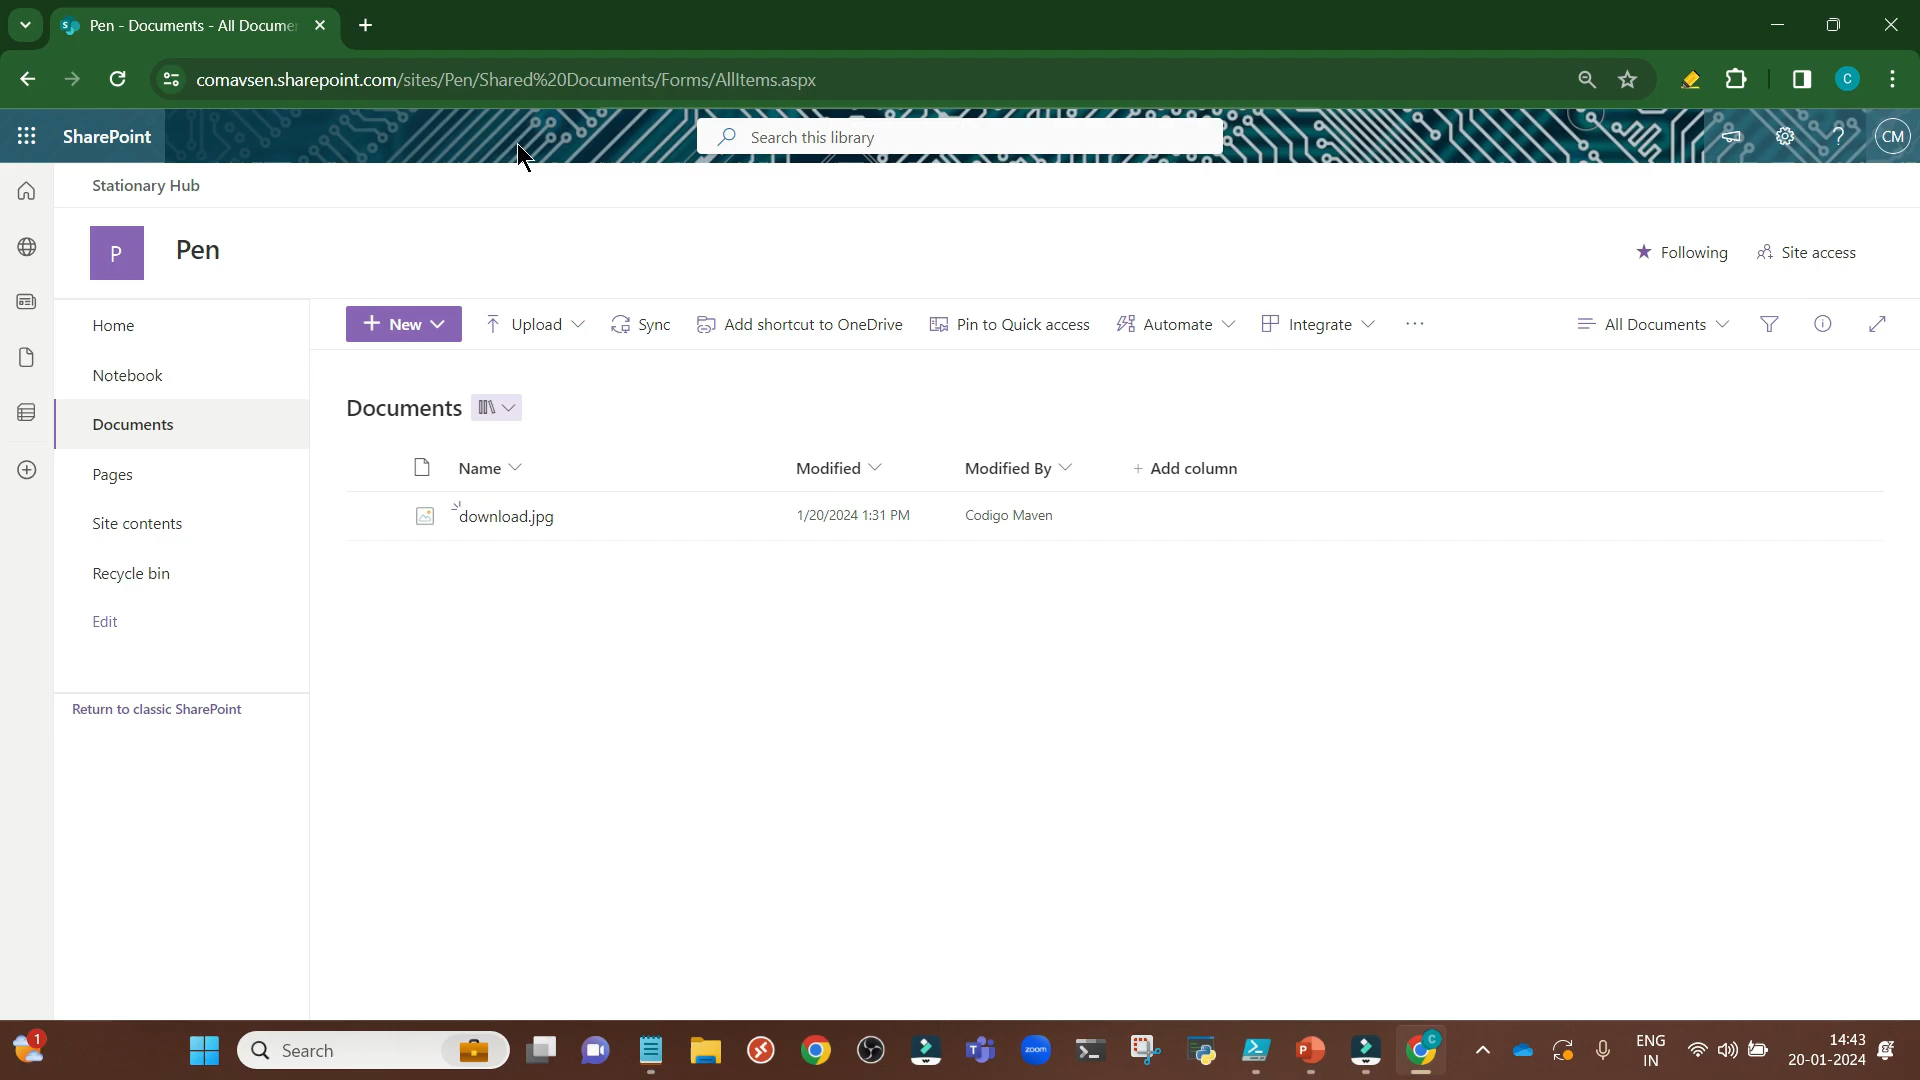 Pen - Documents - All Docume
comavsen.sharepoint.com/sites/Pen/Shared%20Documents/Forms/AllItems.aspx
C
SharePoint
Search this library
CM
Stationary Hub
P
Pen
Following
Site access
Home
Notebook
Documents
Pages
Site contents
Recycle bin
Edit
Return to classic SharePoint
+ New
Upload
Sync
Add shortcut to OneDrive
Pin to Quick access
Automate
Integrate
...
All Documents
Documents
Name
Modified
Modified By
+ Add column
download.jpg
1/20/2024 1:31 PM
Codigo Maven
1
Search
zoom
C
ENG
IN
14:43
20-01-2024